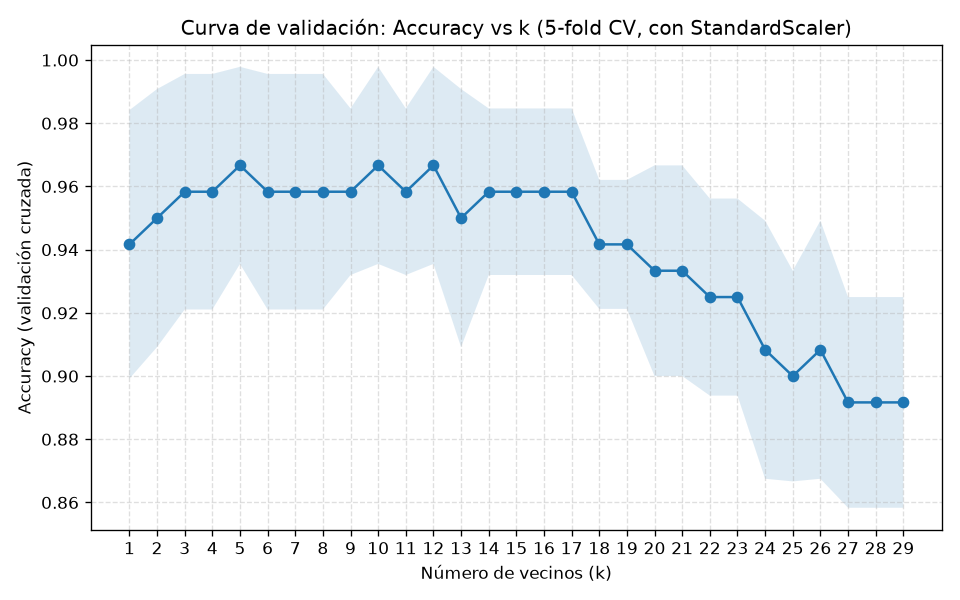 Curva de validación: Accuracy vs k (5-fold CV, con StandardScaler)
Accuracy (validación cruzada)
1.00
0.98
0.96
0.94
0.92
0.90
0.88
0.86
1 2 3 4 5 6 7 8 9 10 11 12 13 14 15 16 17 18 19 20 21 22 23 24 25 26 27 28 29
Número de vecinos (k)